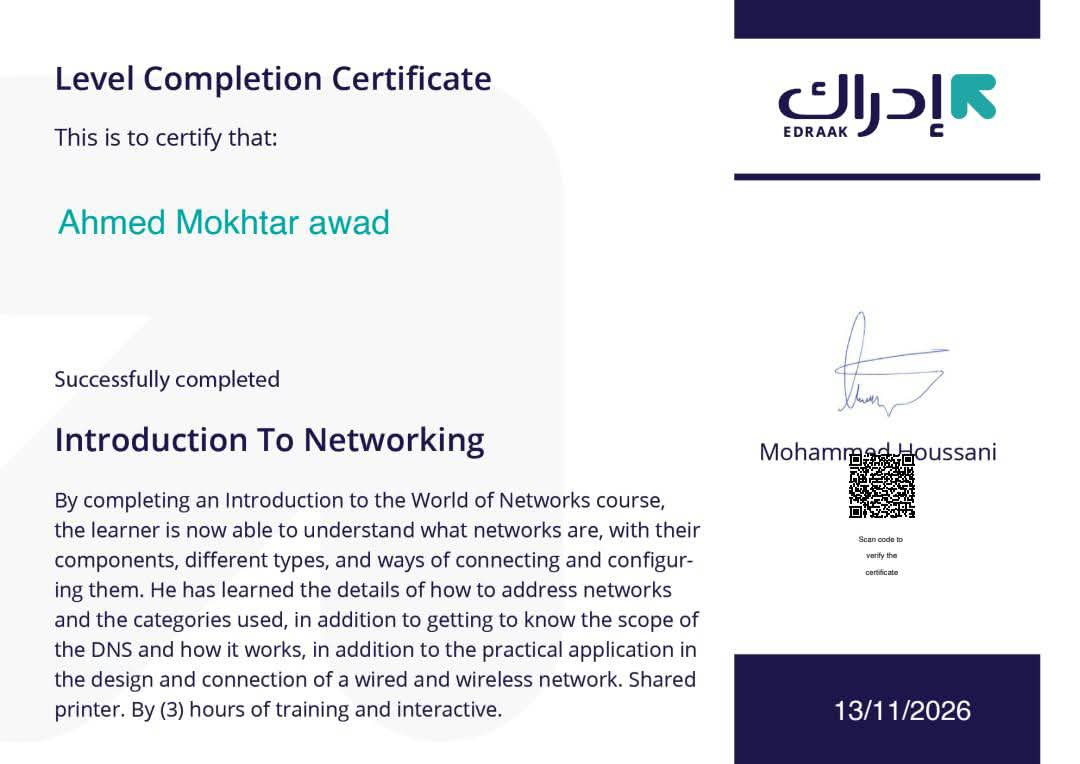 Level Completion Certificate
This is to certify that:
Ahmed Mokhtar awad
Successfully completed
Introduction To Networking
By completing an Introduction to the World of Networks course,
the learner is now able to understand what networks are, with their
components, different types, and ways of connecting and configur-
ing them. He has learned the details of how to address networks
and the categories used, in addition to getting to know the scope of
the DNS and how it works, in addition to the practical application in
the design and connection of a wired and wireless network. Shared
printer. By (3) hours of training and interactive.
إدراك
EDRAAK
Mohammed Houssani
Scan code to
verify the
certificate
13/11/2026